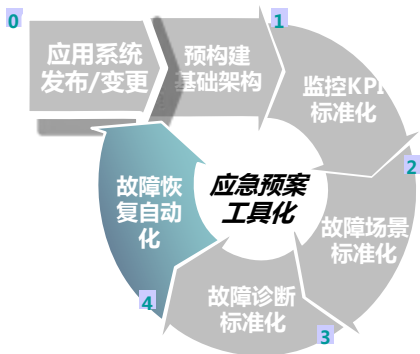 0
应用系统
发布/变更
预构建
基础架构
1
监控KPI
标准化
2
故障场景
标准化
3
故障诊断
标准化
4
故障恢
复自动
化
应急预案
工具化